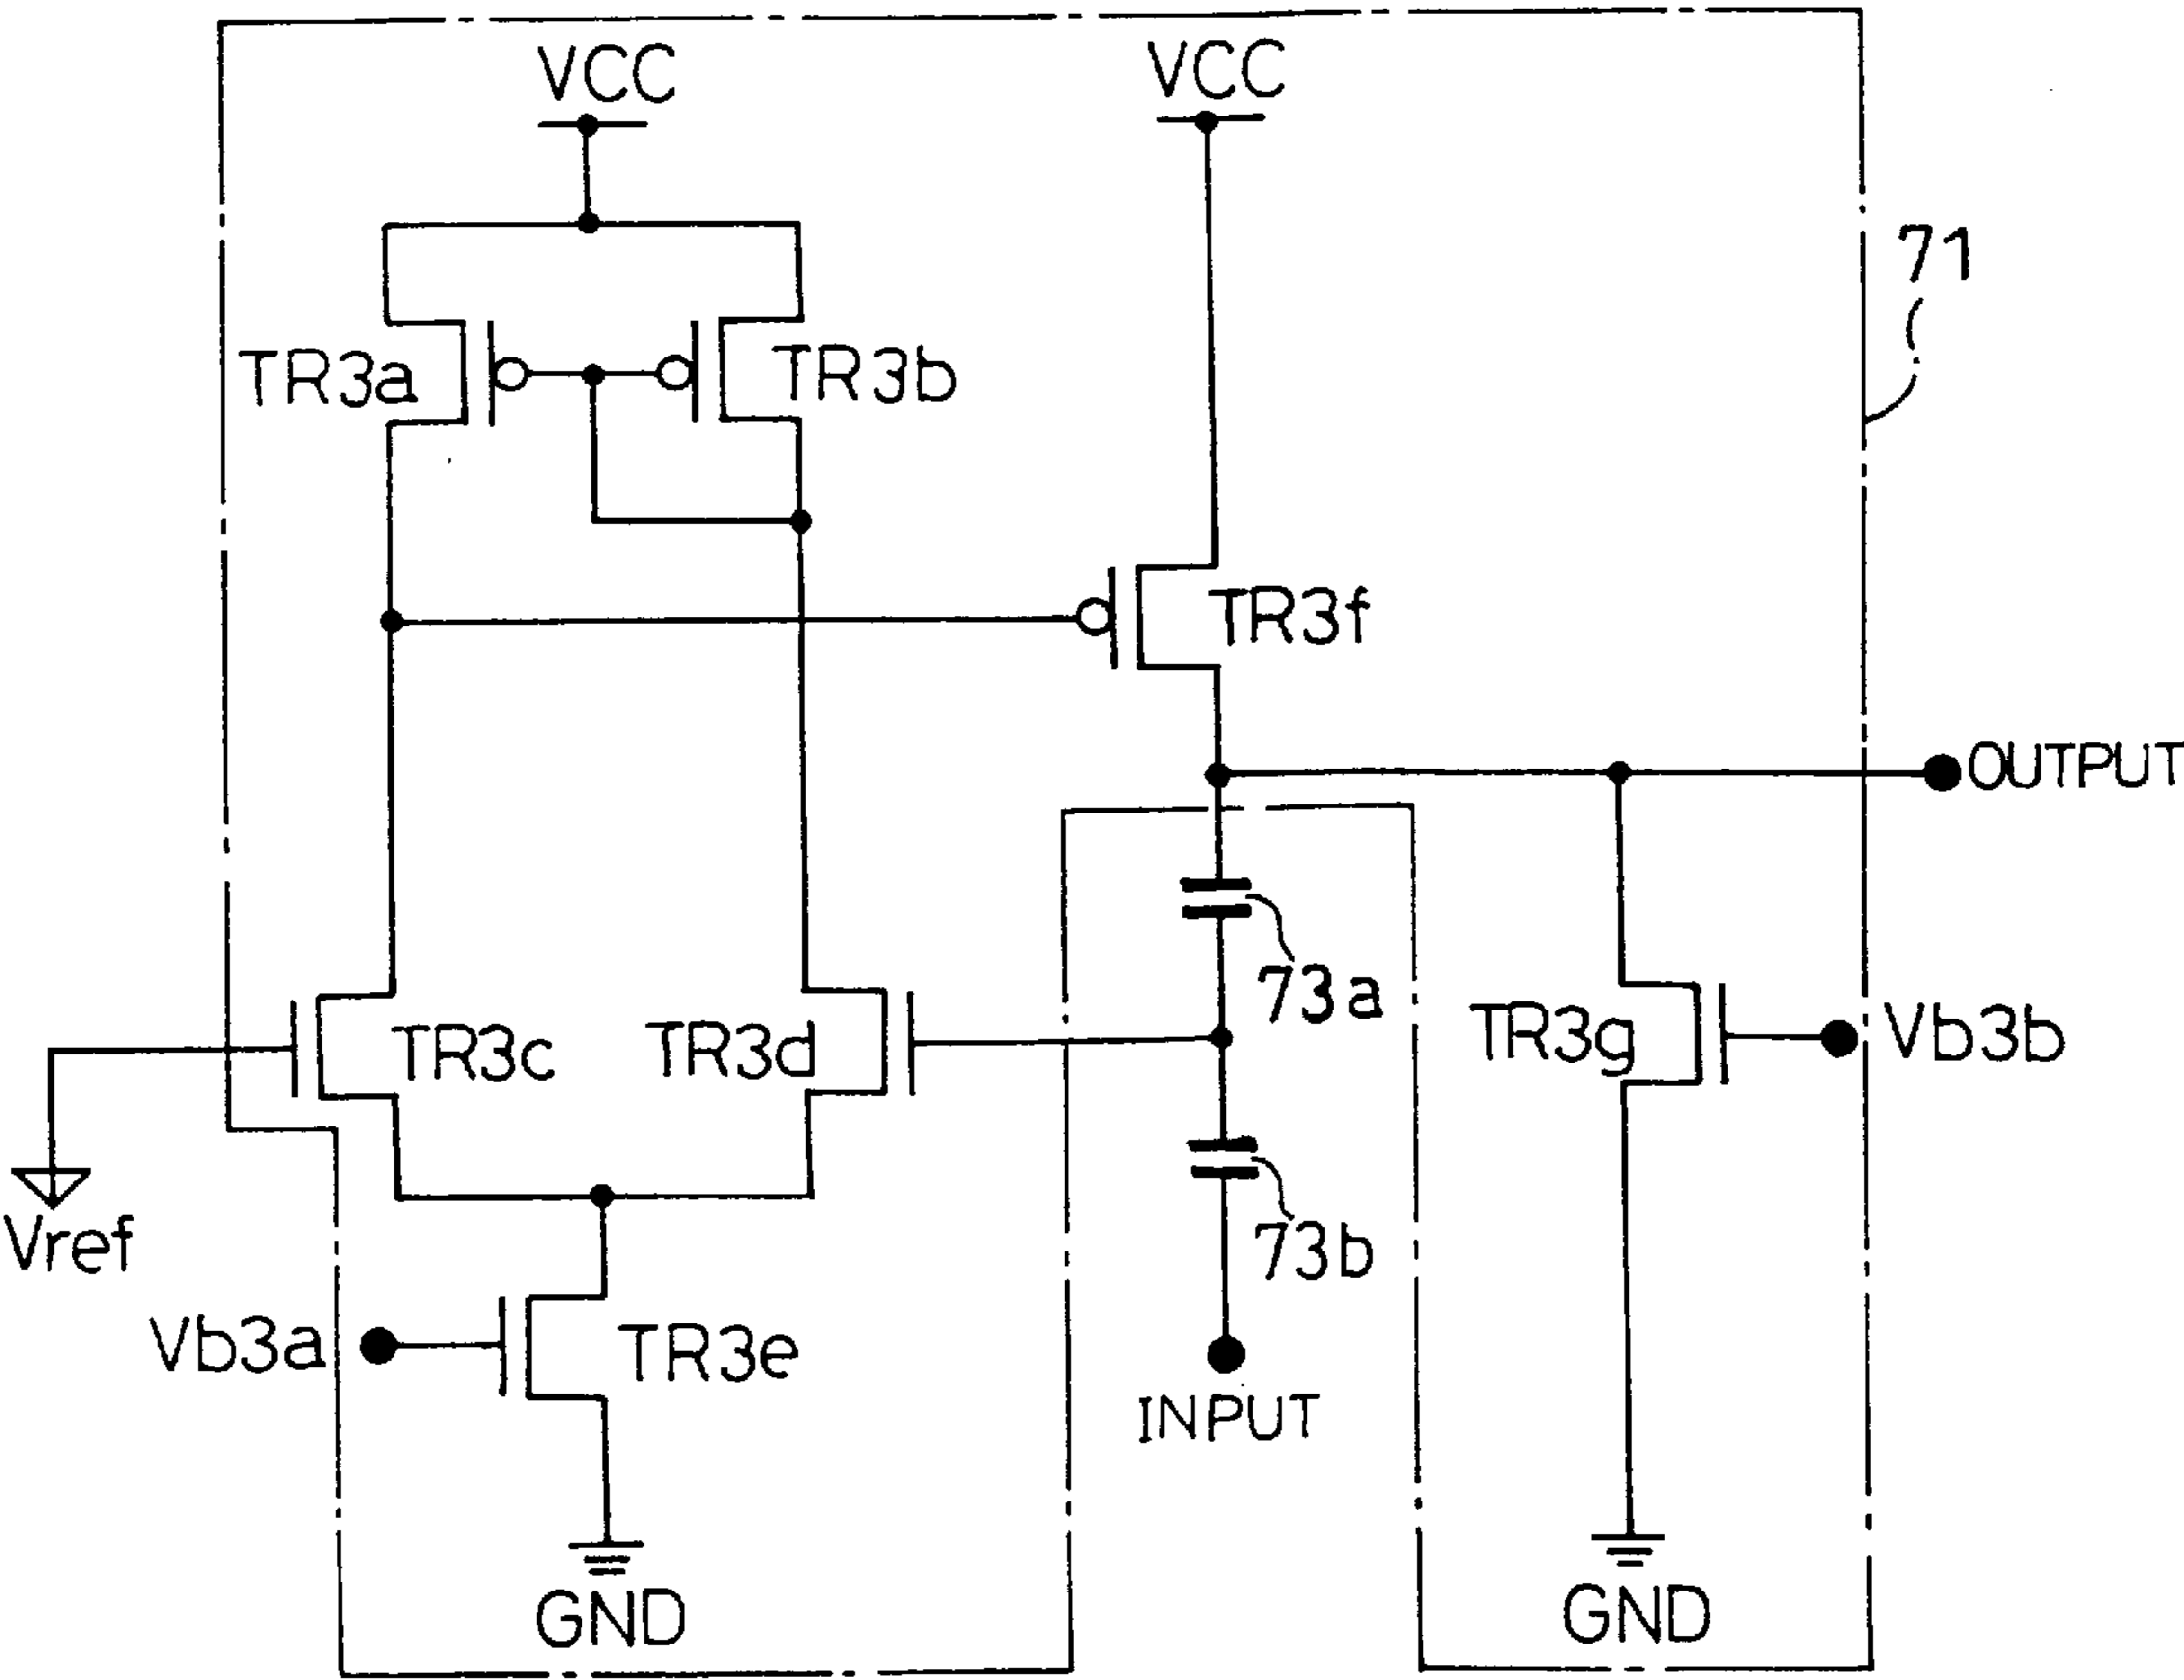 VCC
VCC
71
TR3a
TR3b
TR3f
OUTPUT
73a
TR3c
TR3d
TR3g
Vb3b
Vref
73b
Vb3a
TR3e
INPUT
GND
GND